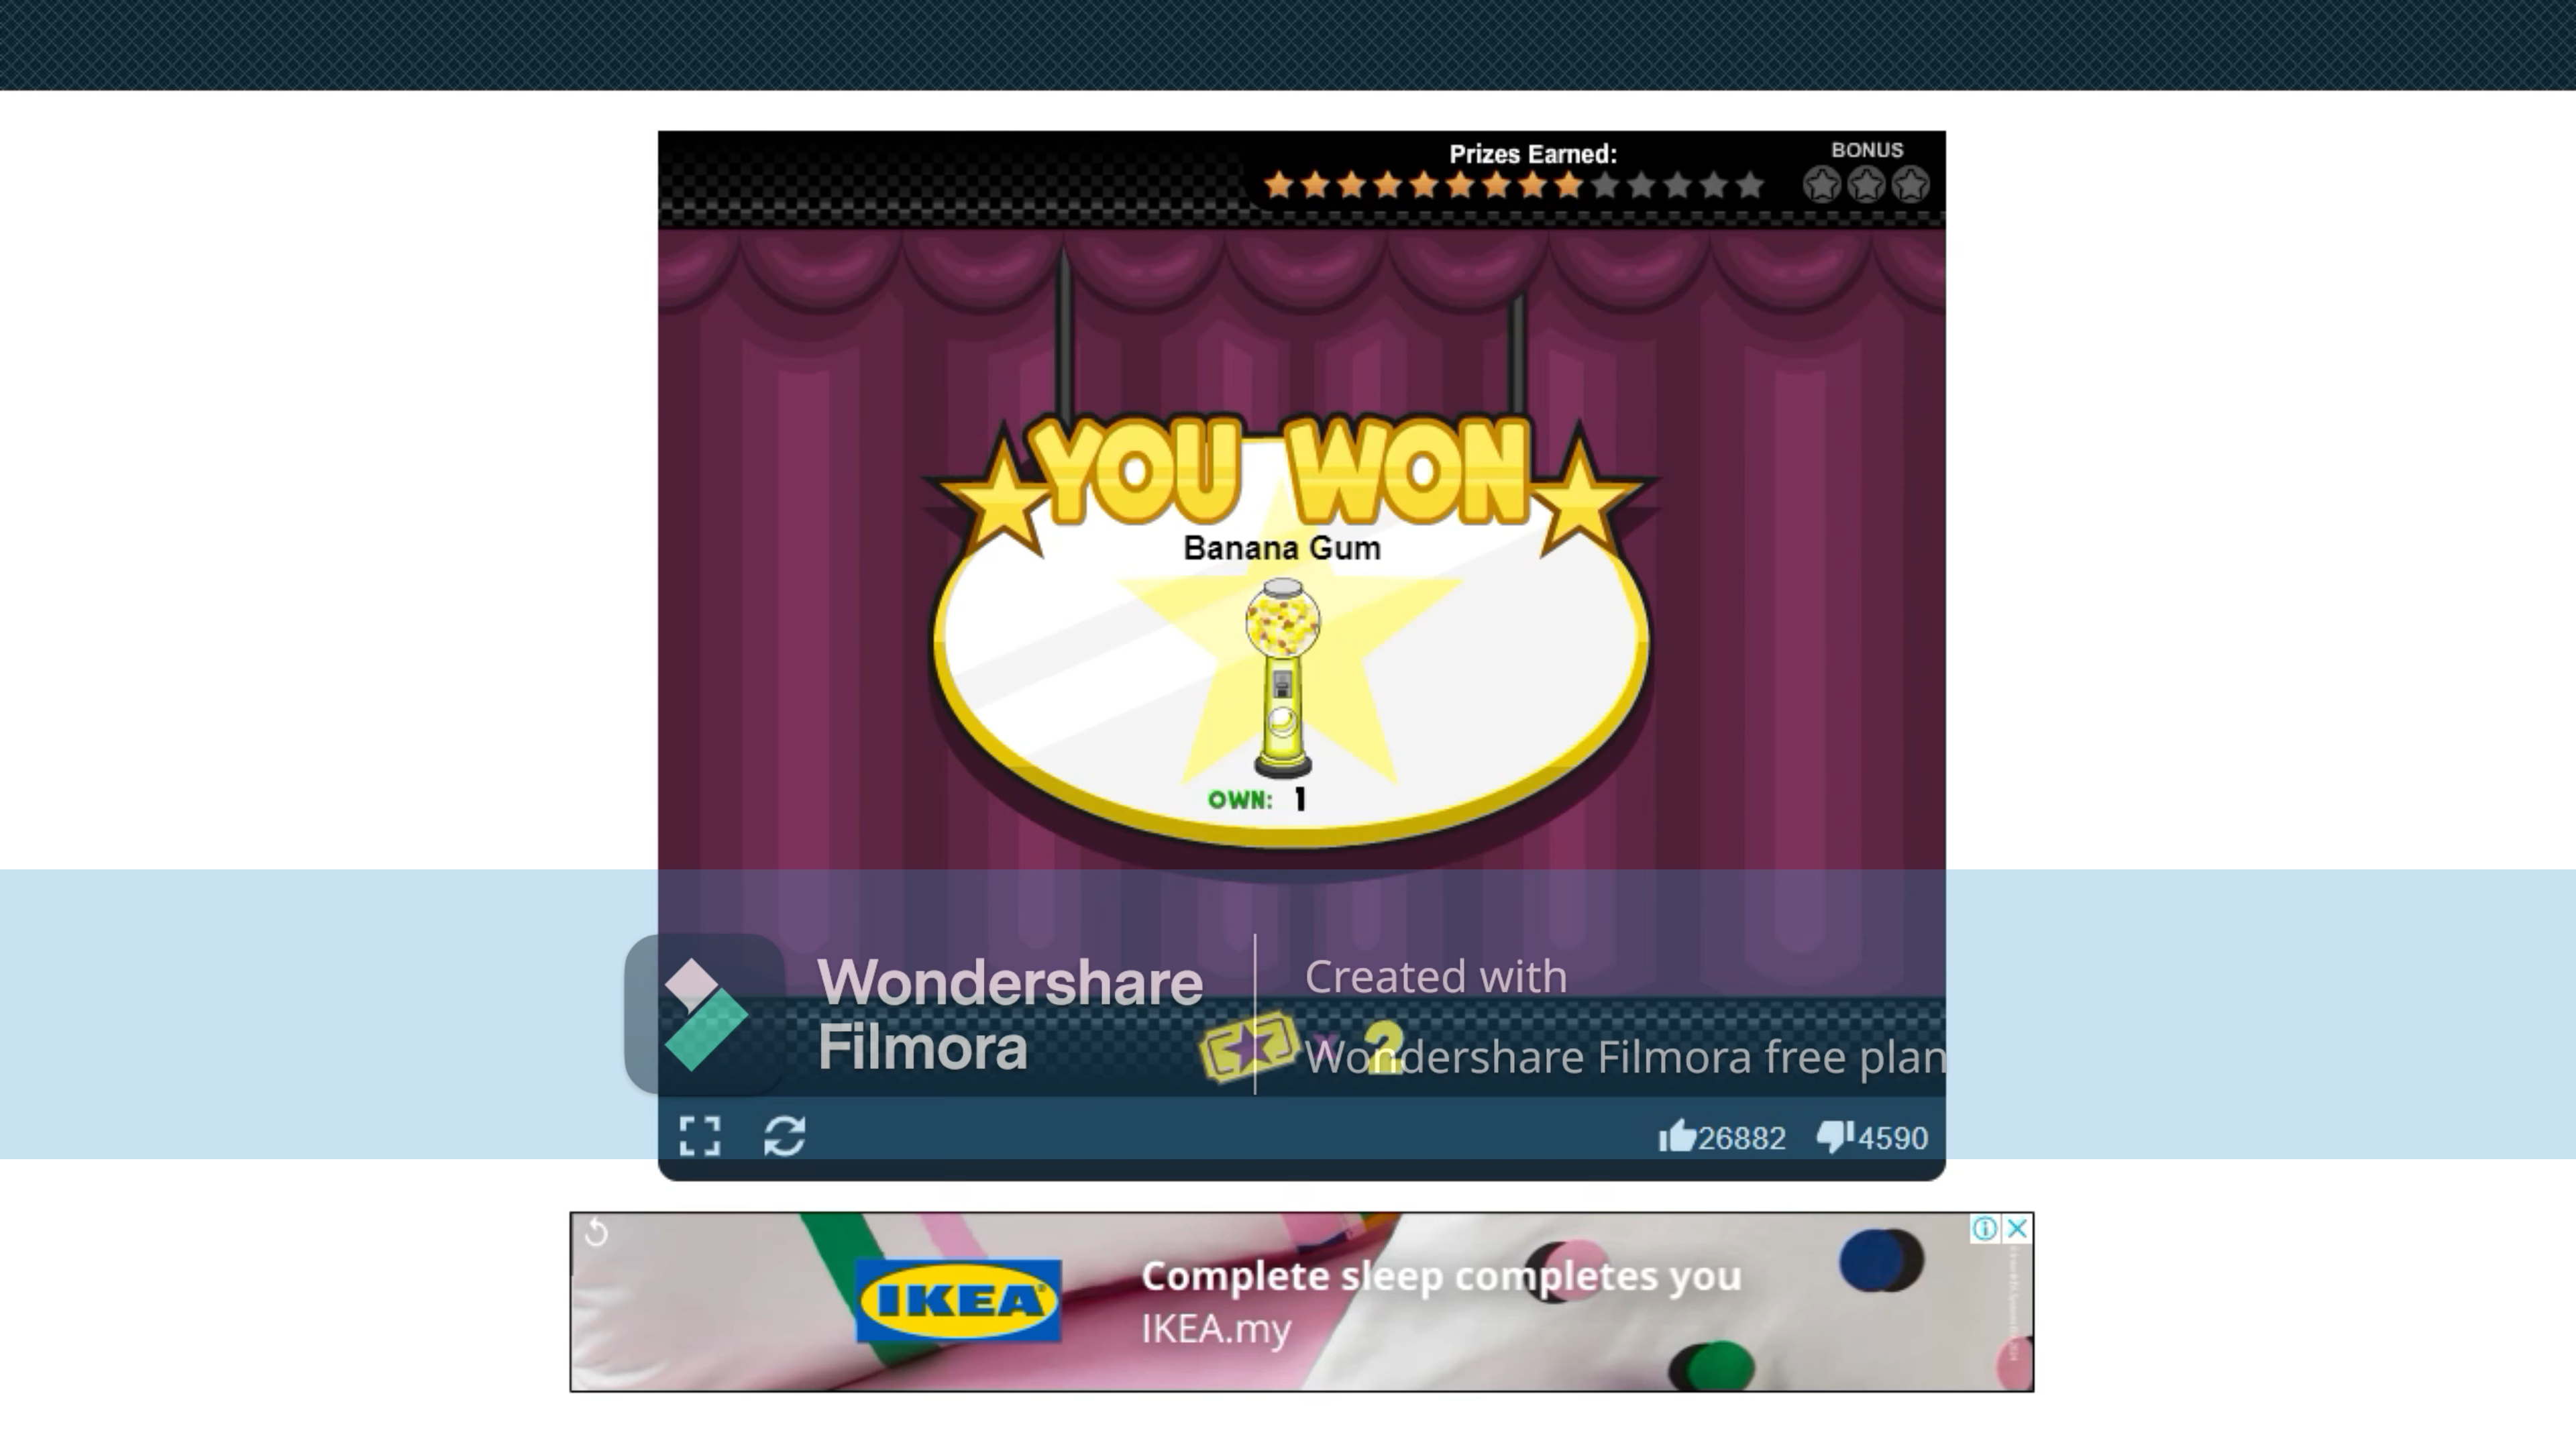 Prizes Earned:
BONUS
YOU WON
Banana Gum
OWN: 1
Wondershare
Filmora
Created with
Wondershare Filmora free plan
x 2
26882
4590
IKEA
Complete sleep completes you
IKEA.my